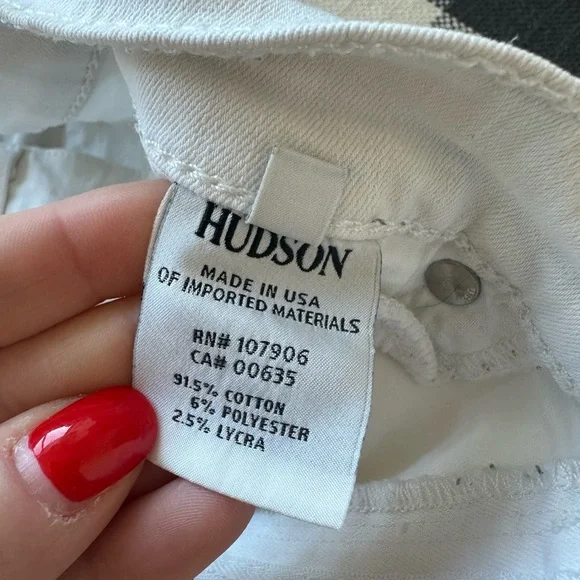 HUDSON
MADE IN USA
OF IMPORTED MATERIALS
RN# 107906
CA# 00635
91.5% COTTON
6% POLYESTER
2.5% LYCRA